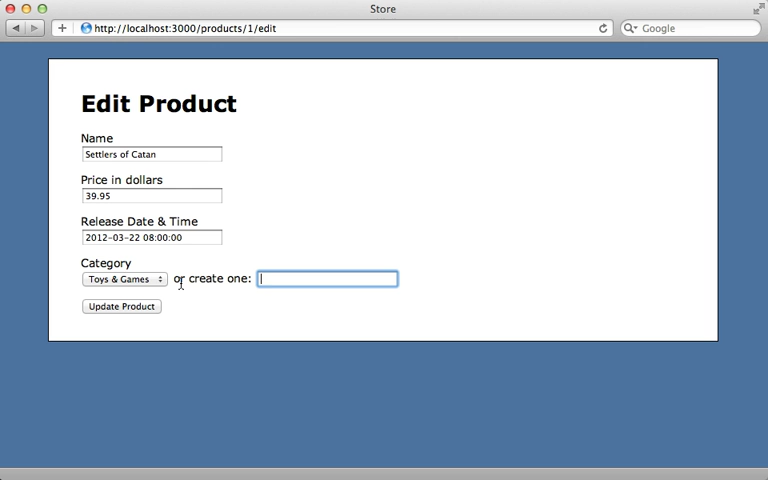 Store
http://localhost:3000/products/1/edit
Google
Edit Product
Name
Settlers of Catan
Price in dollars
39.95
Release Date & Time
2012-03-22 08:00:00
Category
Toys & Games or create one:
Update Product